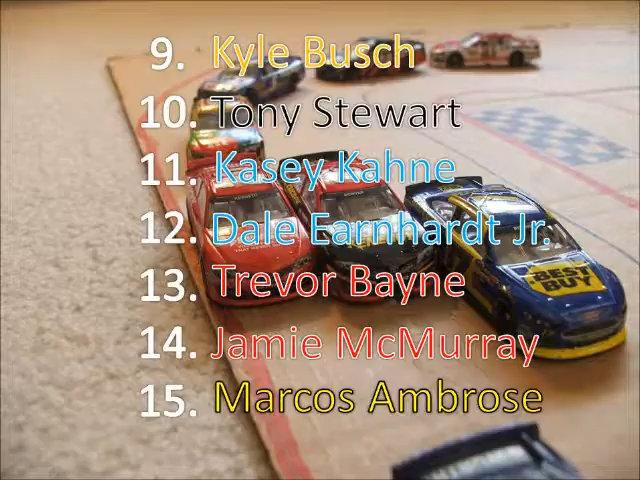 9. Kyle Busch
10. Tony Stewart
11. Kasey Kahne
12. Dale Earnhardt Jr.
13. Trevor Bayne
14. Jamie McMurray
15. Marcos Ambrose
BEST
BUY